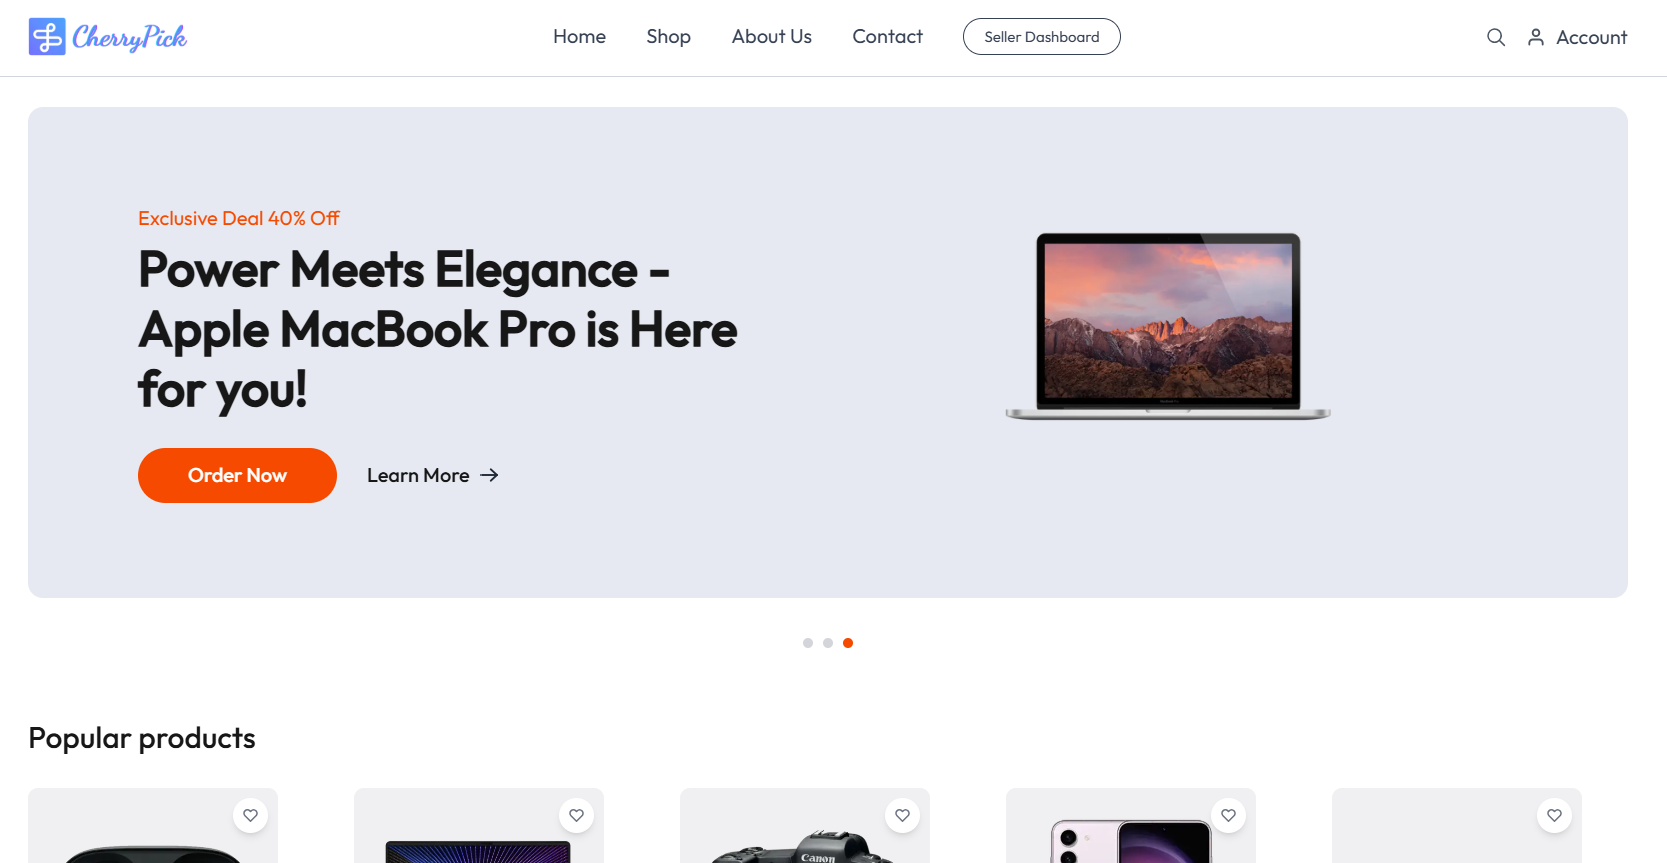 CherryPick
Home
Shop
About Us
Contact
Seller Dashboard
Account
Exclusive Deal 40% Off
Power Meets Elegance -
Apple MacBook Pro is Here
for you!
Order Now
Learn More
Popular products
Canon